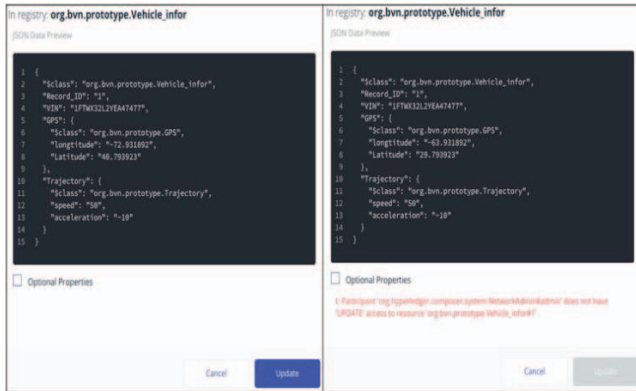 In registry: org.bvn.prototype.Vehicle_infor
JSON Data Preview
1 {
2 "$class": "org.bvn.prototype.Vehicle_infor",
3 "Record_ID": "1",
4 "VIN": "1FTWX32L2YEA47477",
5 "GPS": {
6 "$class": "org.bvn.prototype.GPS",
7 "longtitude": "-72.931892",
8 "Latitude": "40.793923"
9 },
10 "Trajectory": {
11 "$class": "org.bvn.prototype.Trajectory",
12 "speed": "50",
13 "acceleration": "-10"
14 }
15 }
Optional Properties
Cancel
Update
In registry: org.bvn.prototype.Vehicle_infor
JSON Data Preview
1 {
2 "$class": "org.bvn.prototype.Vehicle_infor",
3 "Record_ID": "1",
4 "VIN": "1FTWX32L2YEA47477",
5 "GPS": {
6 "$class": "org.bvn.prototype.GPS",
7 "longtitude": "-63.931892",
8 "Latitude": "29.793923"
9 },
10 "Trajectory": {
11 "$class": "org.bvn.prototype.Trajectory",
12 "speed": "50",
13 "acceleration": "-10"
14 }
15 }
Optional Properties
t: Participant 'org.hyperledger.composer.system.NetworkAdmin#admin' does not have
'UPDATE' access to resource 'org.bvn.prototype.Vehicle_infor#1'
Cancel
Update